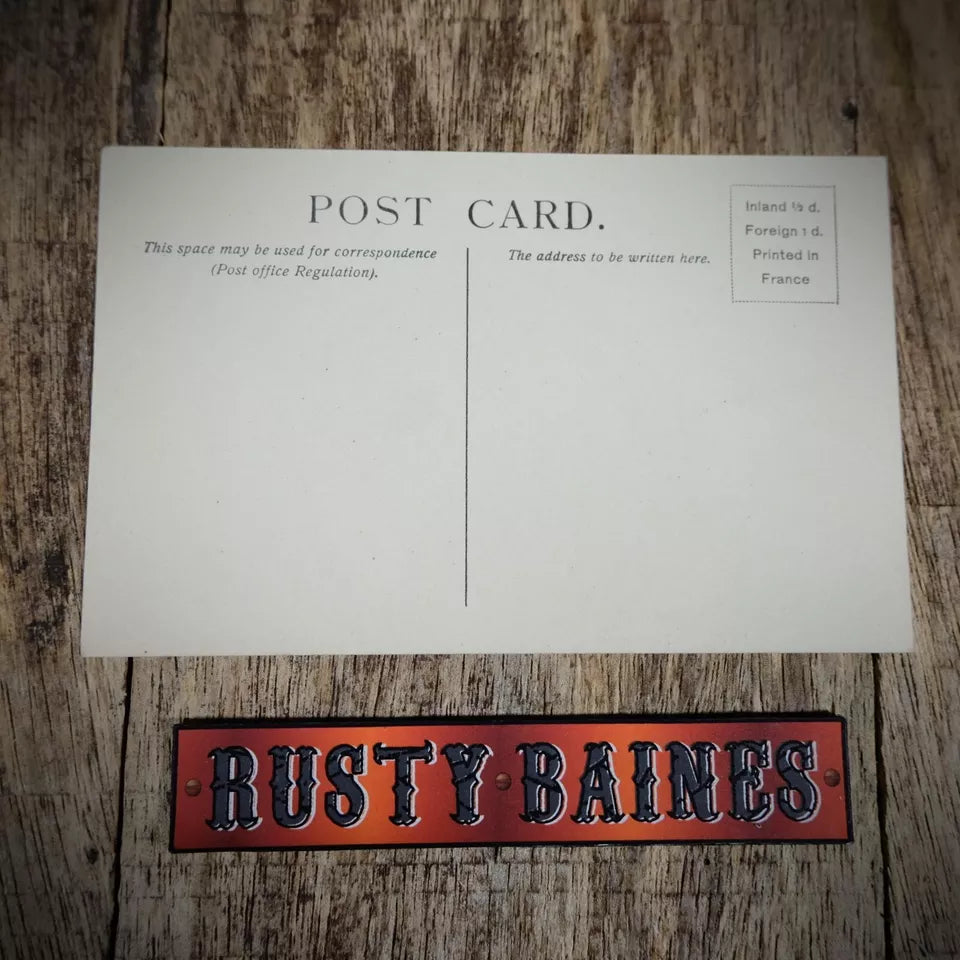 POST CARD.
This space may be used for correspondence
(Post office Regulation).
The address to be written here.
Inland ½ d.
Foreign 1 d.
Printed in
France
RUSTY BAINES